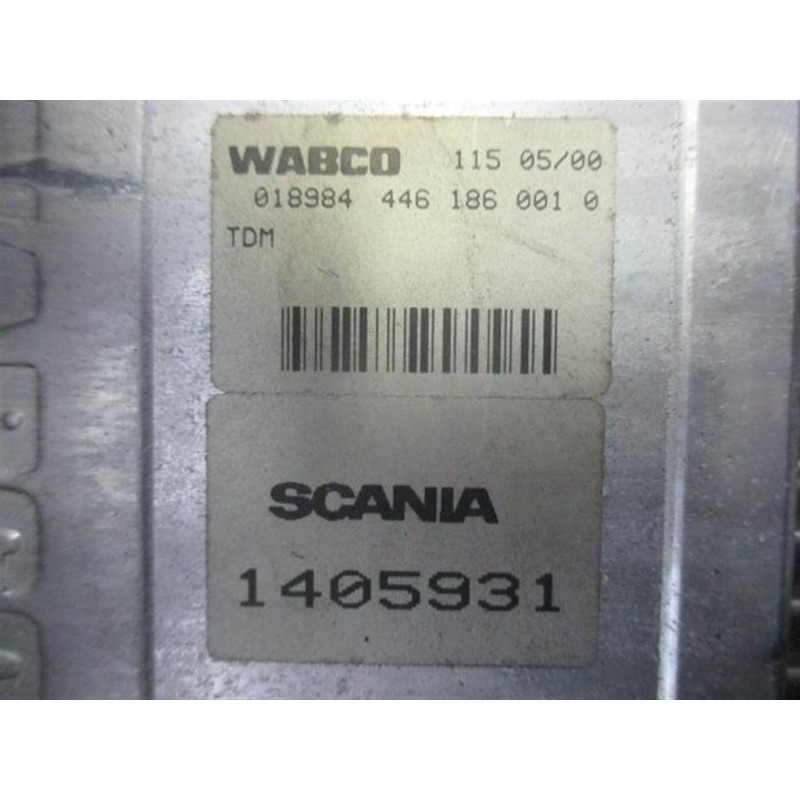 WABCO 115 05/00
018984 446 186 001 0
TDM
SCANIA
1405931